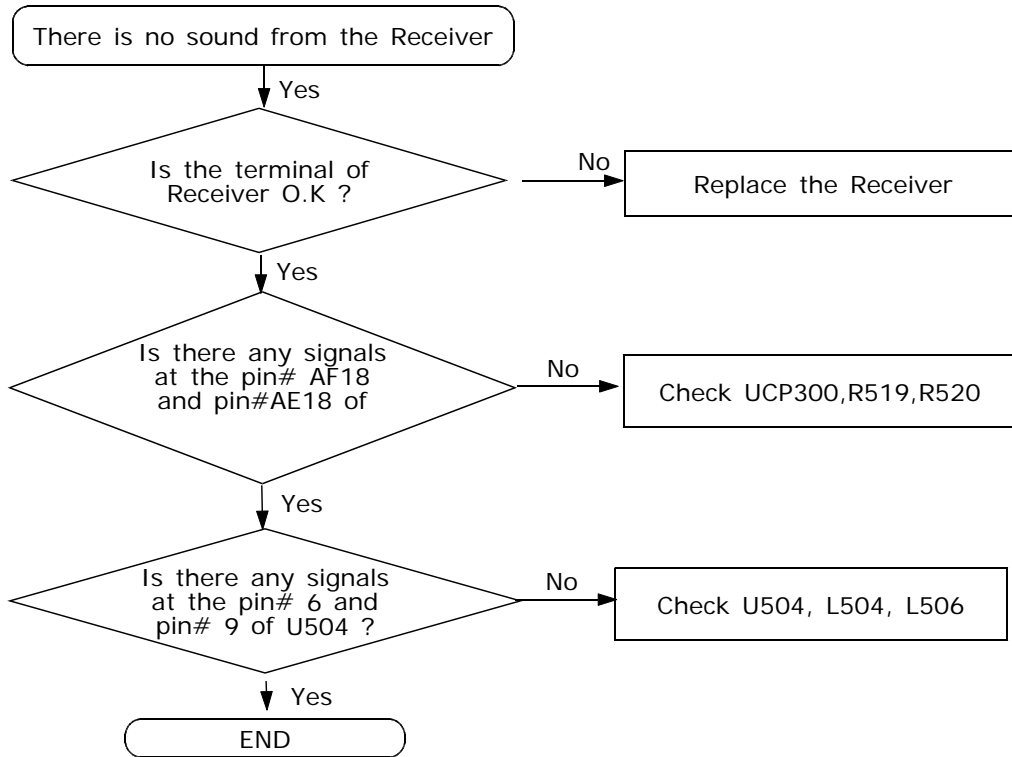 There is no sound from the Receiver
Yes
Is the terminal of
Receiver O.K ?
No
Replace the Receiver
Yes
Is there any signals
at the pin# AF18
and pin#AE18 of
No
Check UCP300,R519,R520
Yes
Is there any signals
at the pin# 6 and
pin# 9 of U504 ?
No
Check U504, L504, L506
Yes
END